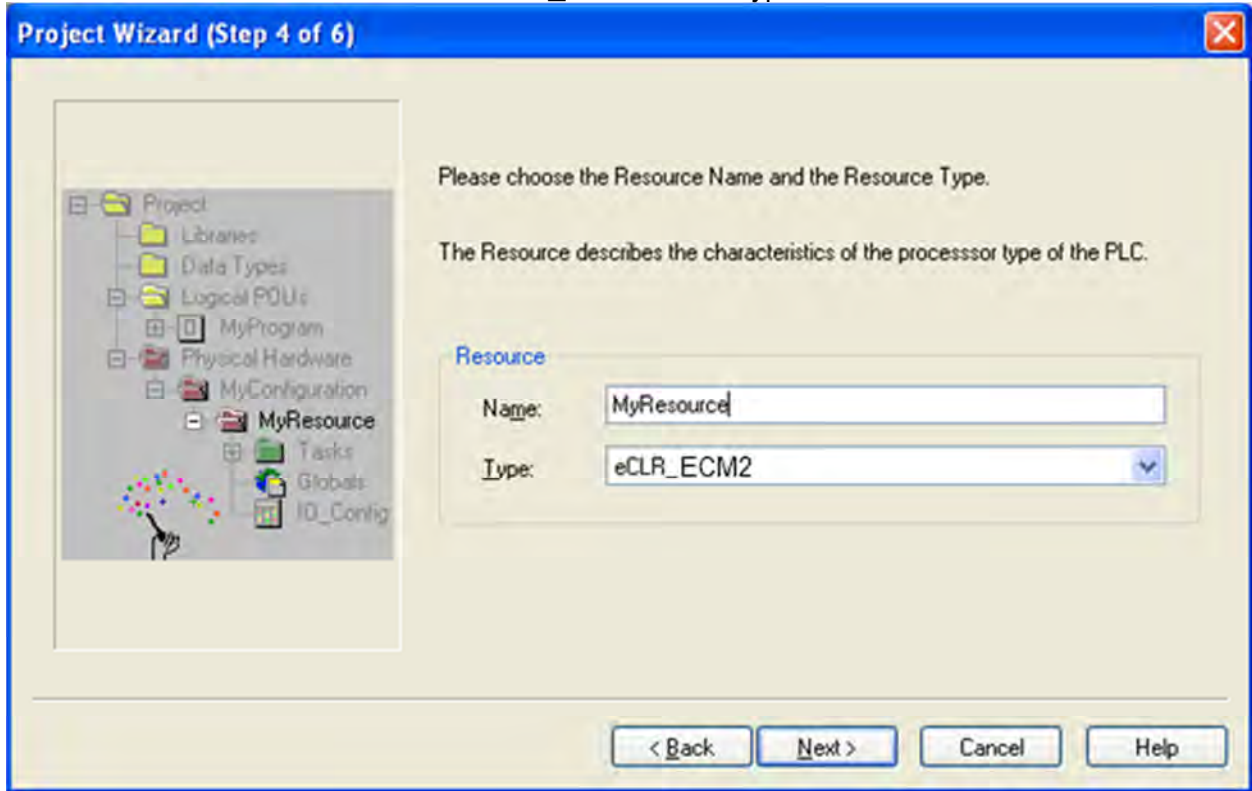 Project Wizard (Step 4 of 6)
Project
Libraries
Data Types
Logical POUs
MyProgram
Physical Hardware
MyConfiguration
MyResource
Tasks
Globals
IO_Config
Please choose the Resource Name and the Resource Type.
The Resource describes the characteristics of the processsor type of the PLC.
Resource
Name: MyResource
Type: eCLR_ECM2
< Back Next > Cancel Help